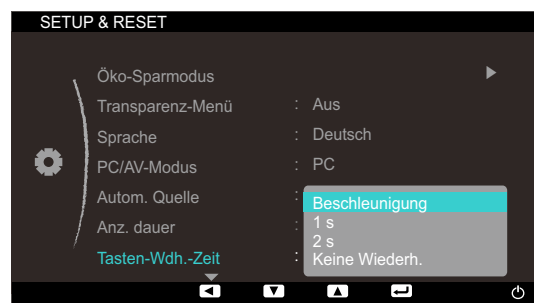 SETUP & RESET
Öko-Sparmodus
Transparenz-Menü : Aus
Sprache : Deutsch
PC/AV-Modus : PC
Autom. Quelle :
Anz. dauer :
Tasten-Wdh.-Zeit :
Beschleunigung
1 s
2 s
Keine Wiederh.